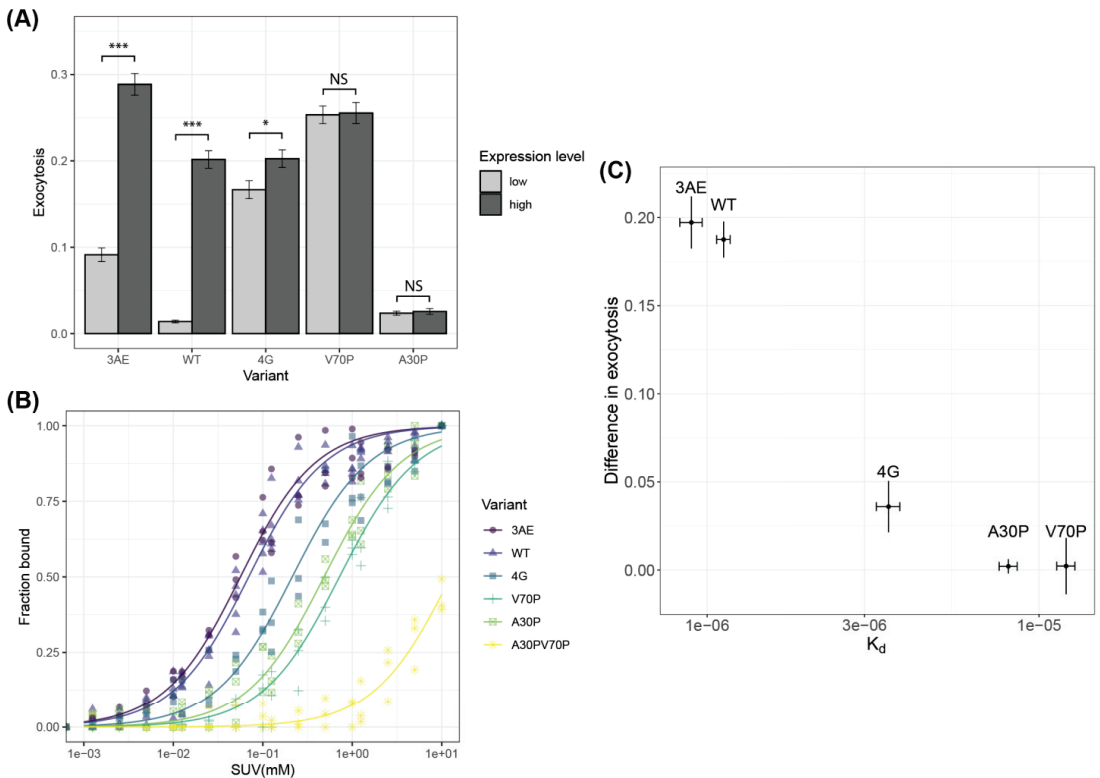 (A)
***
***
*
NS
NS
0.3
0.2
0.1
0.0
Exocytosis
3AE WT 4G V70P A30P
Variant
Expression level
low
high
(B)
1.00
0.75
0.50
0.25
0.00
Fraction bound
1e-03 1e-02 1e-01 1e+00 1e+01
SUV(mM)
Variant
3AE
WT
4G
V70P
A30P
A30PV70P
(C)
3AE
WT
4G
A30P
V70P
0.20
0.15
0.10
0.05
0.00
Difference in exocytosis
1e-06 3e-06 1e-05
Kd